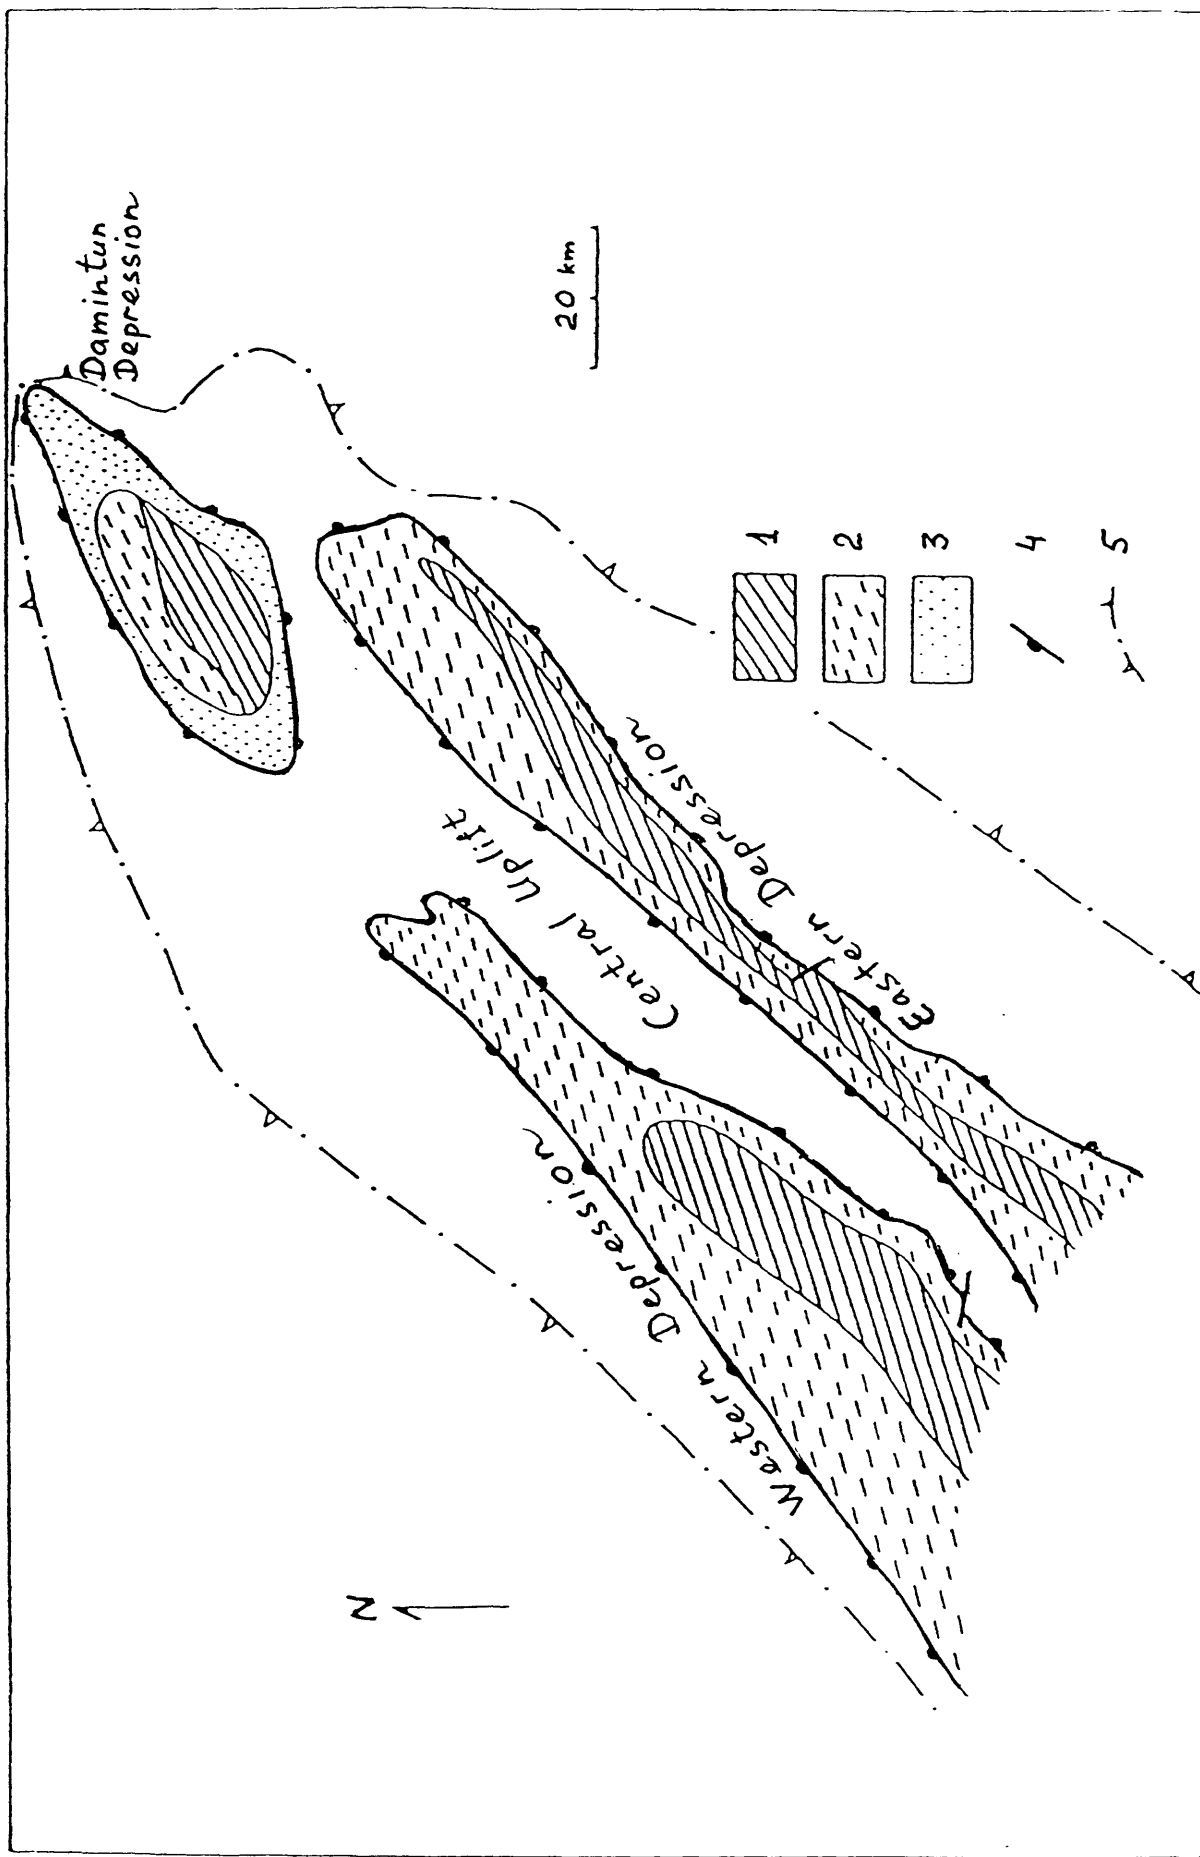 Damintun
Depression
20 km
Central Uplift
Eastern Depression
Western Depression
N
1
2
3
4
5